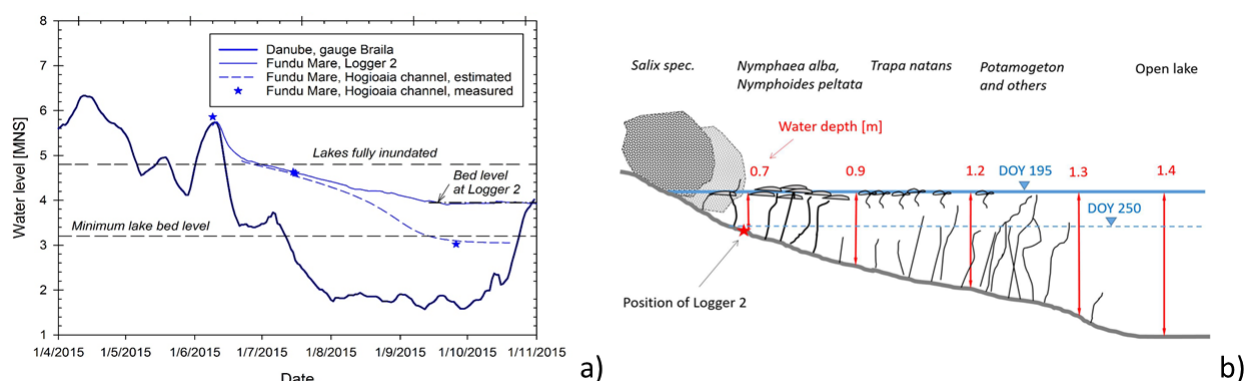 8
7
6
5
4
3
2
1
Water level [MNS]
Danube, gauge Braila
Fundu Mare, Logger 2
Fundu Mare, Hogioaia channel, estimated
Fundu Mare, Hogioaia channel, measured
Lakes fully inundated
Bed level
at Logger 2
Minimum lake bed level
1/4/2015 1/5/2015 1/6/2015 1/7/2015 1/8/2015 1/9/2015 1/10/2015 1/11/2015
Date
a)
Salix spec.
Nymphaea alba,
Nymphoides peltata
Trapa natans
Potamogeton
and others
Open lake
Water depth [m]
0.7 0.9 1.2 DOY 195 1.3 1.4
DOY 250
Position of Logger 2
b)